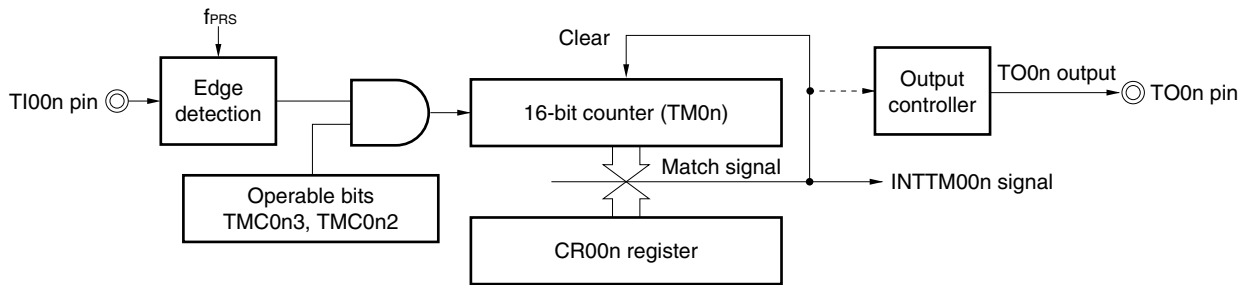 fPRS
Clear
TI00n pin
Edge
detection
16-bit counter (TM0n)
Output
controller
TO0n output
TO0n pin
Match signal
INTTM00n signal
Operable bits
TMC0n3, TMC0n2
CR00n register